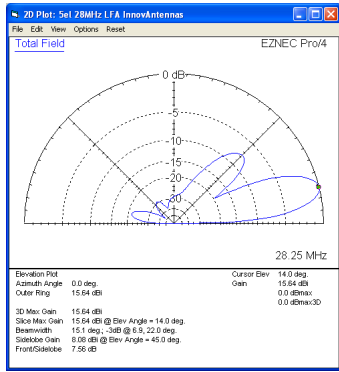 2D Plot: 5el 28MHz LFA InnovAntennas
File Edit View Options Reset
Total Field
EZNEC Pro/4
0 dB
-5
-10
-15
-20
-30
28.25 MHz
Elevation Plot
Azimuth Angle 0.0 deg.
Outer Ring 15.64 dBi
3D Max Gain 15.64 dBi
Slice Max Gain 15.64 dBi @ Elev Angle = 14.0 deg.
Beamwidth 15.1 deg.; -3dB @ 6.9, 22.0 deg.
Sidelobe Gain 8.08 dBi @ Elev Angle = 45.0 deg.
Front/Sidelobe 7.56 dB
Cursor Elev 14.0 deg.
Gain 15.64 dBi
0.0 dBmax
0.0 dBmax3D